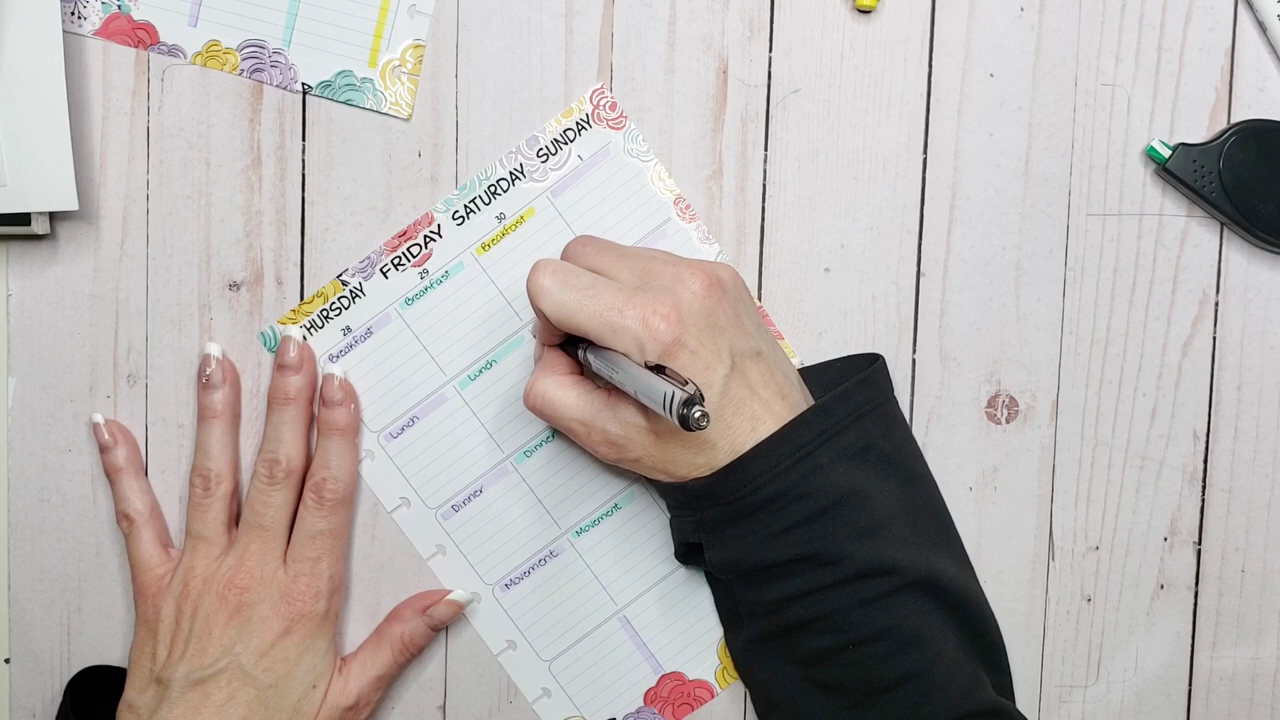 THURSDAY FRIDAY SATURDAY SUNDAY
28 29 30 1
Breakfast Breakfast Breakfast
Lunch Lunch
Dinner Dinner
Movement Movement